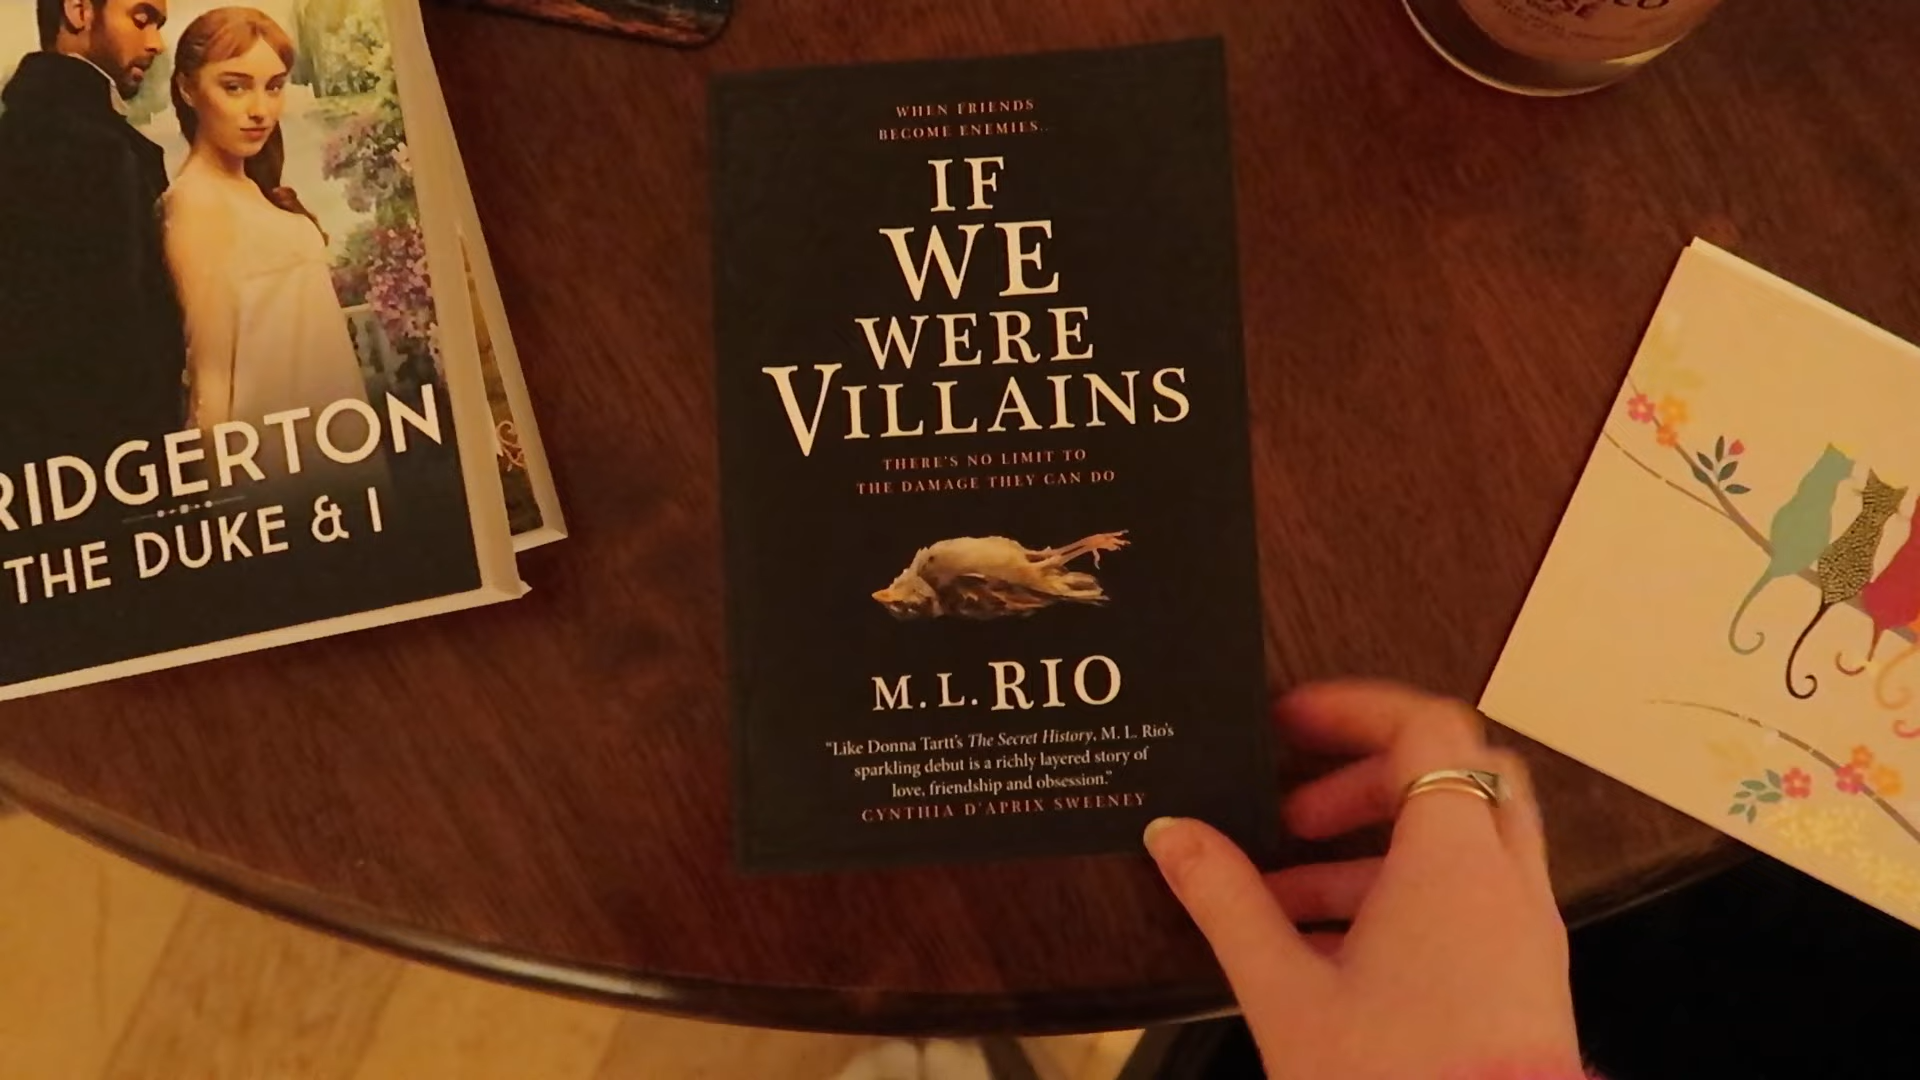 RIDGERTON
THE DUKE & I
WHEN FRIENDS
BECOME ENEMIES..
IF
WE
WERE
VILLAINS
THERE'S NO LIMIT TO
THE DAMAGE THEY CAN DO
M. L. RIO
"Like Donna Tartt's The Secret History, M. L. Rio's
sparkling debut is a richly layered story of
love, friendship and obsession."
CYNTHIA D'APRIX SWEENEY